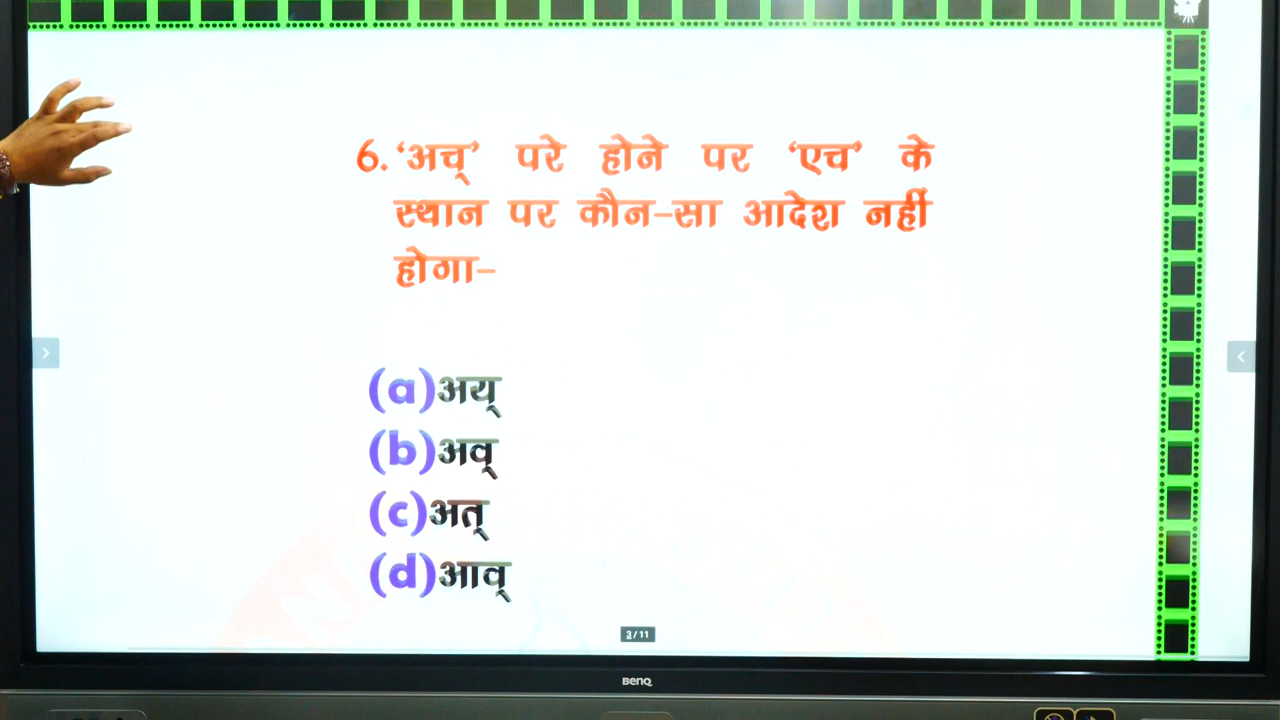 6. ‘अच्’ परे होने पर ‘एच’ के
स्थान पर कौन-सा आदेश नहीं
होगा-
(a)अय्
(b)अव्
(c)अत्
(d)आव्
3/11
BenQ